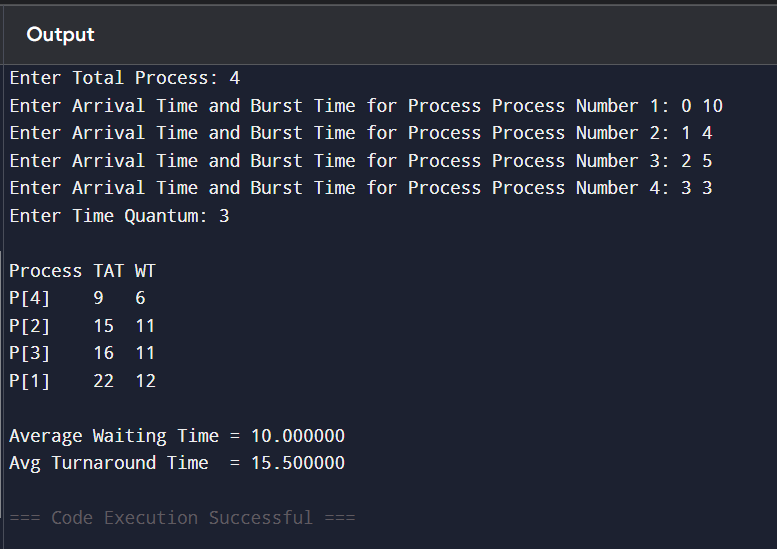 Output
Enter Total Process: 4
Enter Arrival Time and Burst Time for Process Process Number 1: 0 10
Enter Arrival Time and Burst Time for Process Process Number 2: 1 4
Enter Arrival Time and Burst Time for Process Process Number 3: 2 5
Enter Arrival Time and Burst Time for Process Process Number 4: 3 3
Enter Time Quantum: 3
Process TAT WT
P[4] 9 6
P[2] 15 11
P[3] 16 11
P[1] 22 12
Average Waiting Time = 10.000000
Avg Turnaround Time = 15.500000
=== Code Execution Successful ===